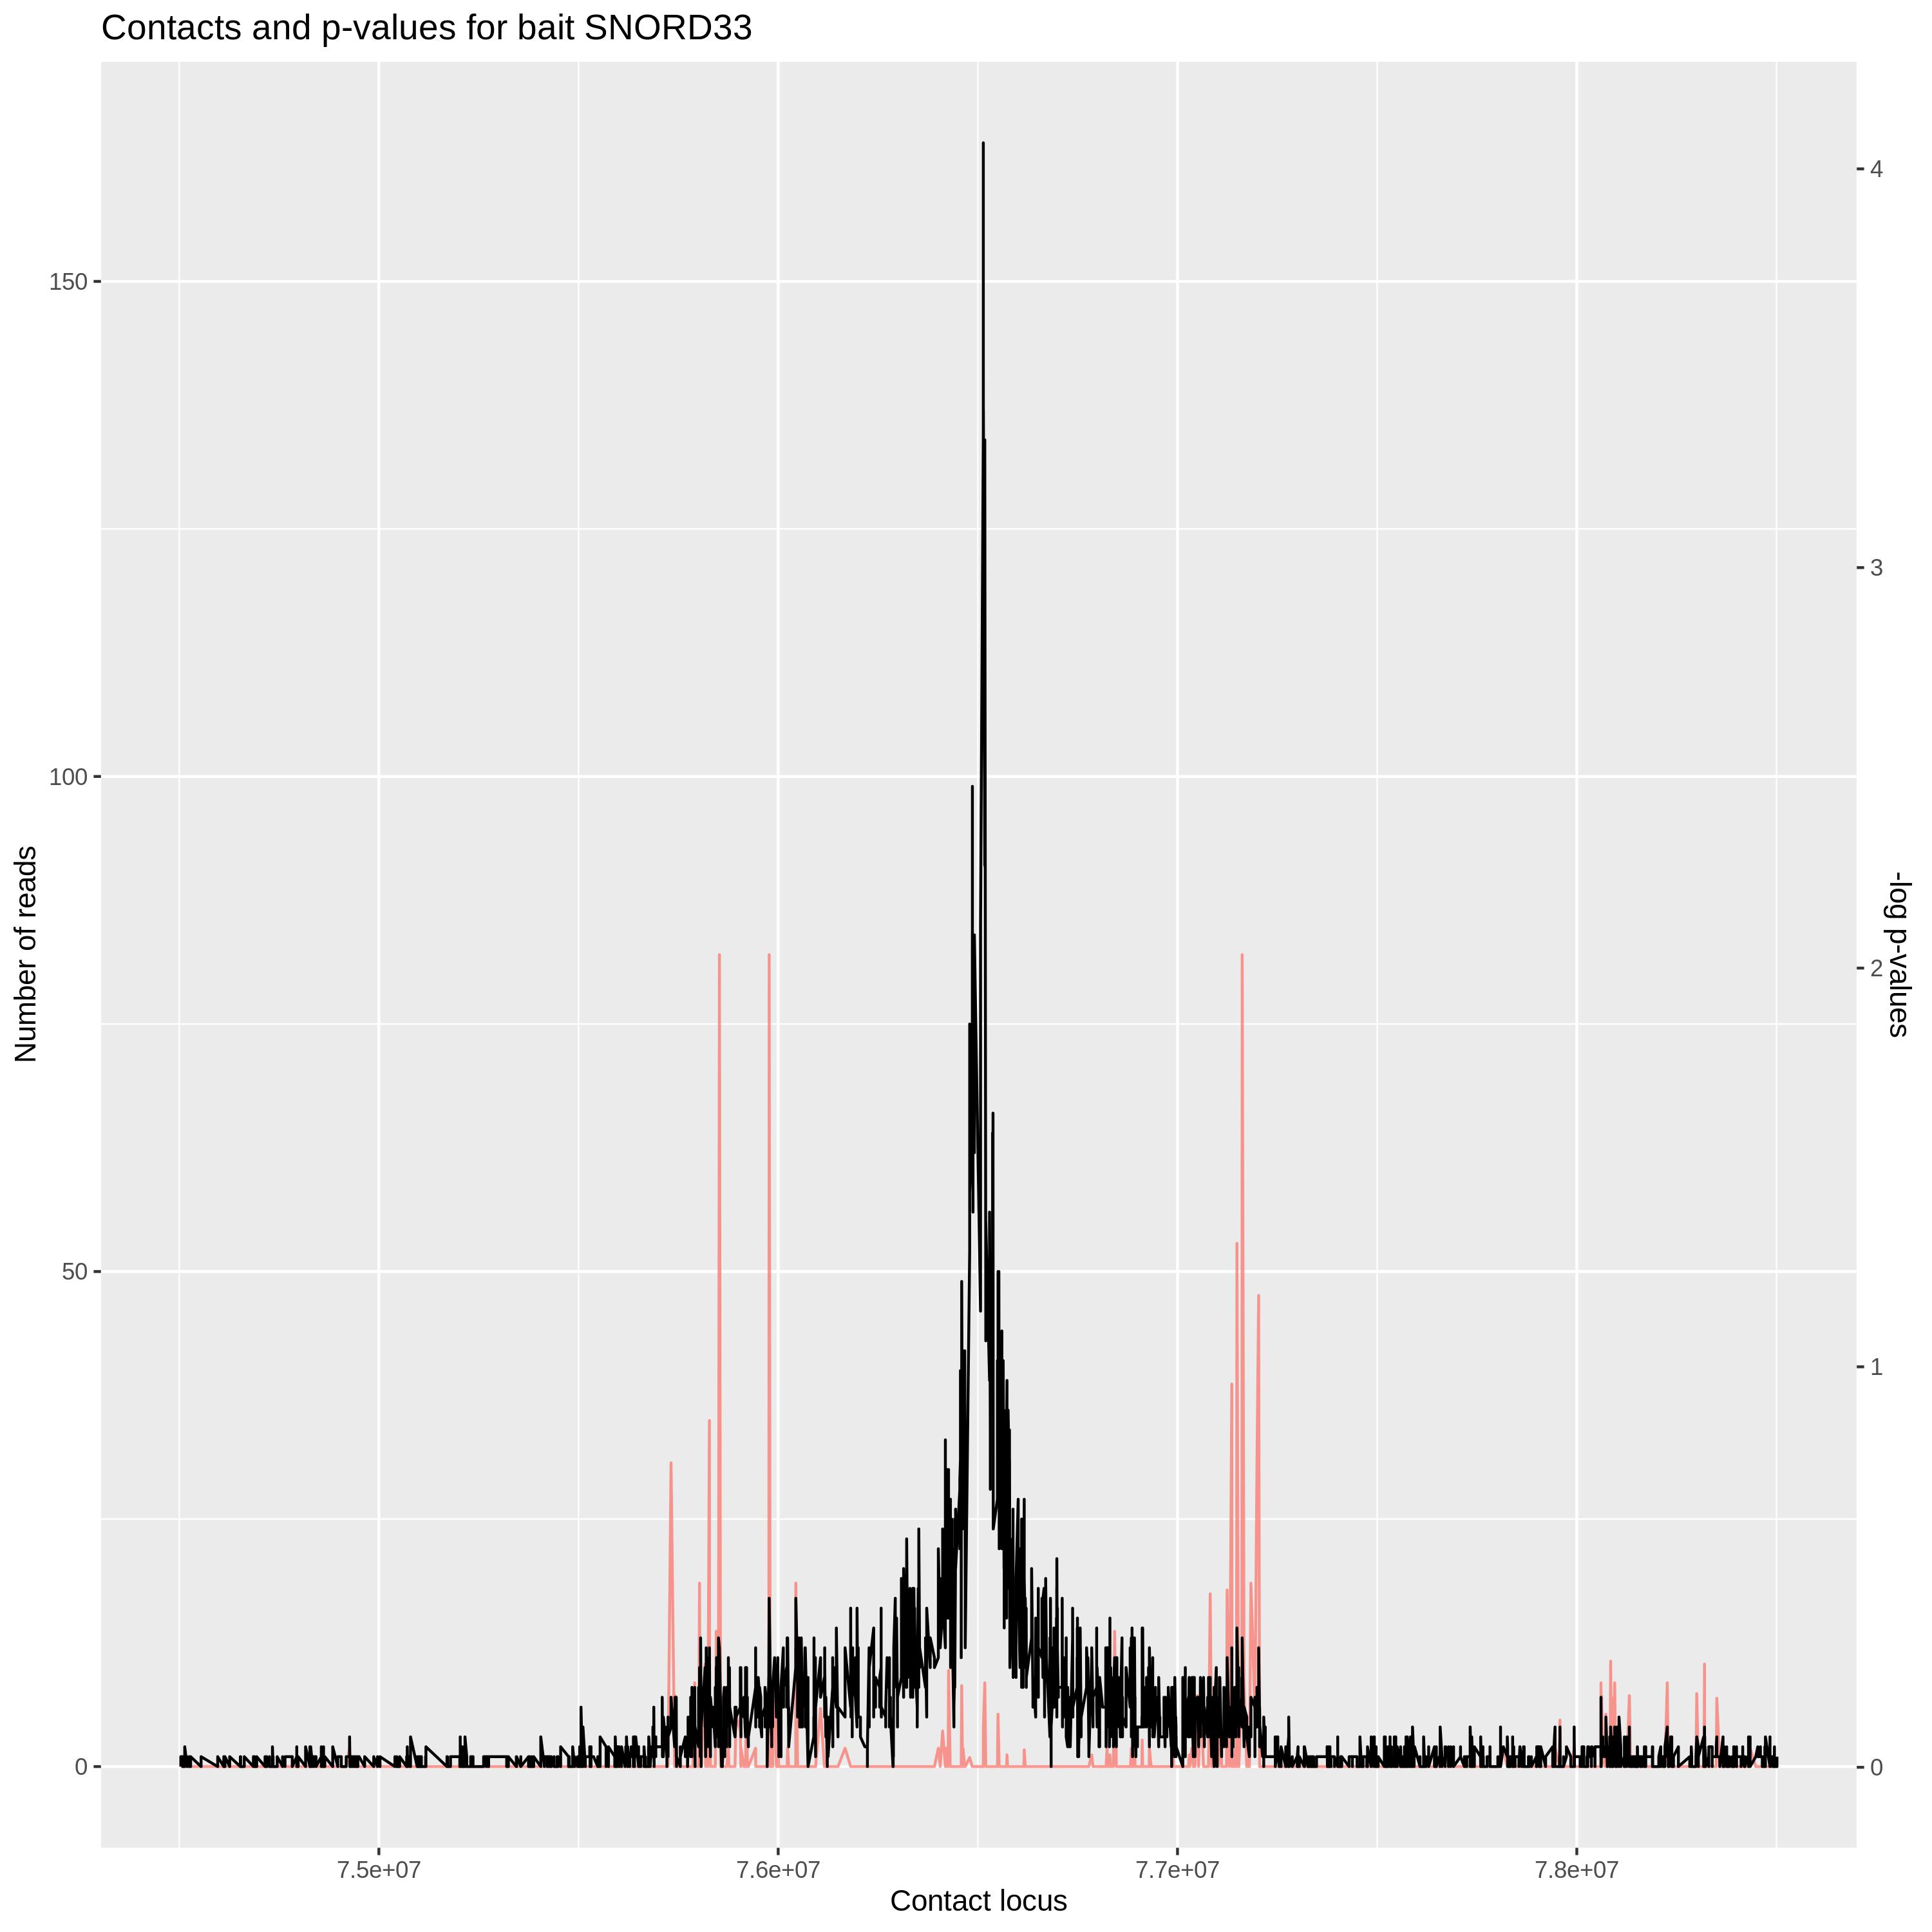 Contacts and p-values for bait SNORD33
150
100
50
0
Number of reads
4
3
2
1
0
-log p-values
7.5e+07
7.6e+07
7.7e+07
7.8e+07
Contact locus